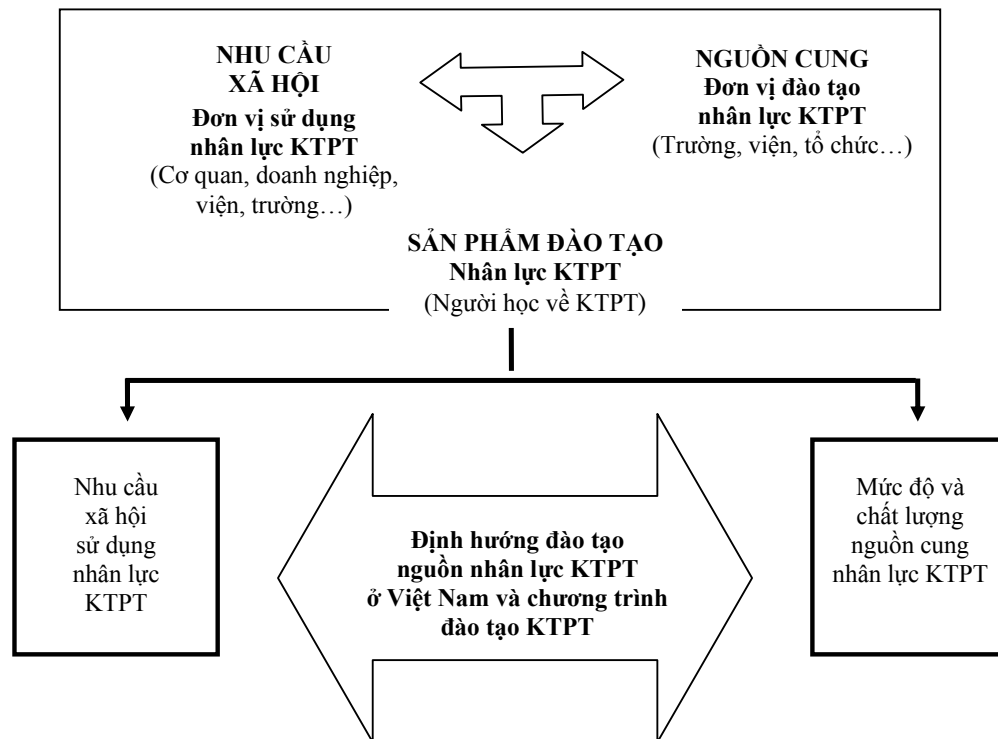 NHU CẦU
XÃ HỘI
Đơn vị sử dụng
nhân lực KTPT
(Cơ quan, doanh nghiệp,
viện, trường…)
NGUỒN CUNG
Đơn vị đào tạo
nhân lực KTPT
(Trường, viện, tổ chức…)
SẢN PHẨM ĐÀO TẠO
Nhân lực KTPT
(Người học về KTPT)
Nhu cầu
xã hội
sử dụng
nhân lực
KTPT
Định hướng đào tạo
nguồn nhân lực KTPT
ở Việt Nam và chương trình
đào tạo KTPT
Mức độ và
chất lượng
nguồn cung
nhân lực KTPT